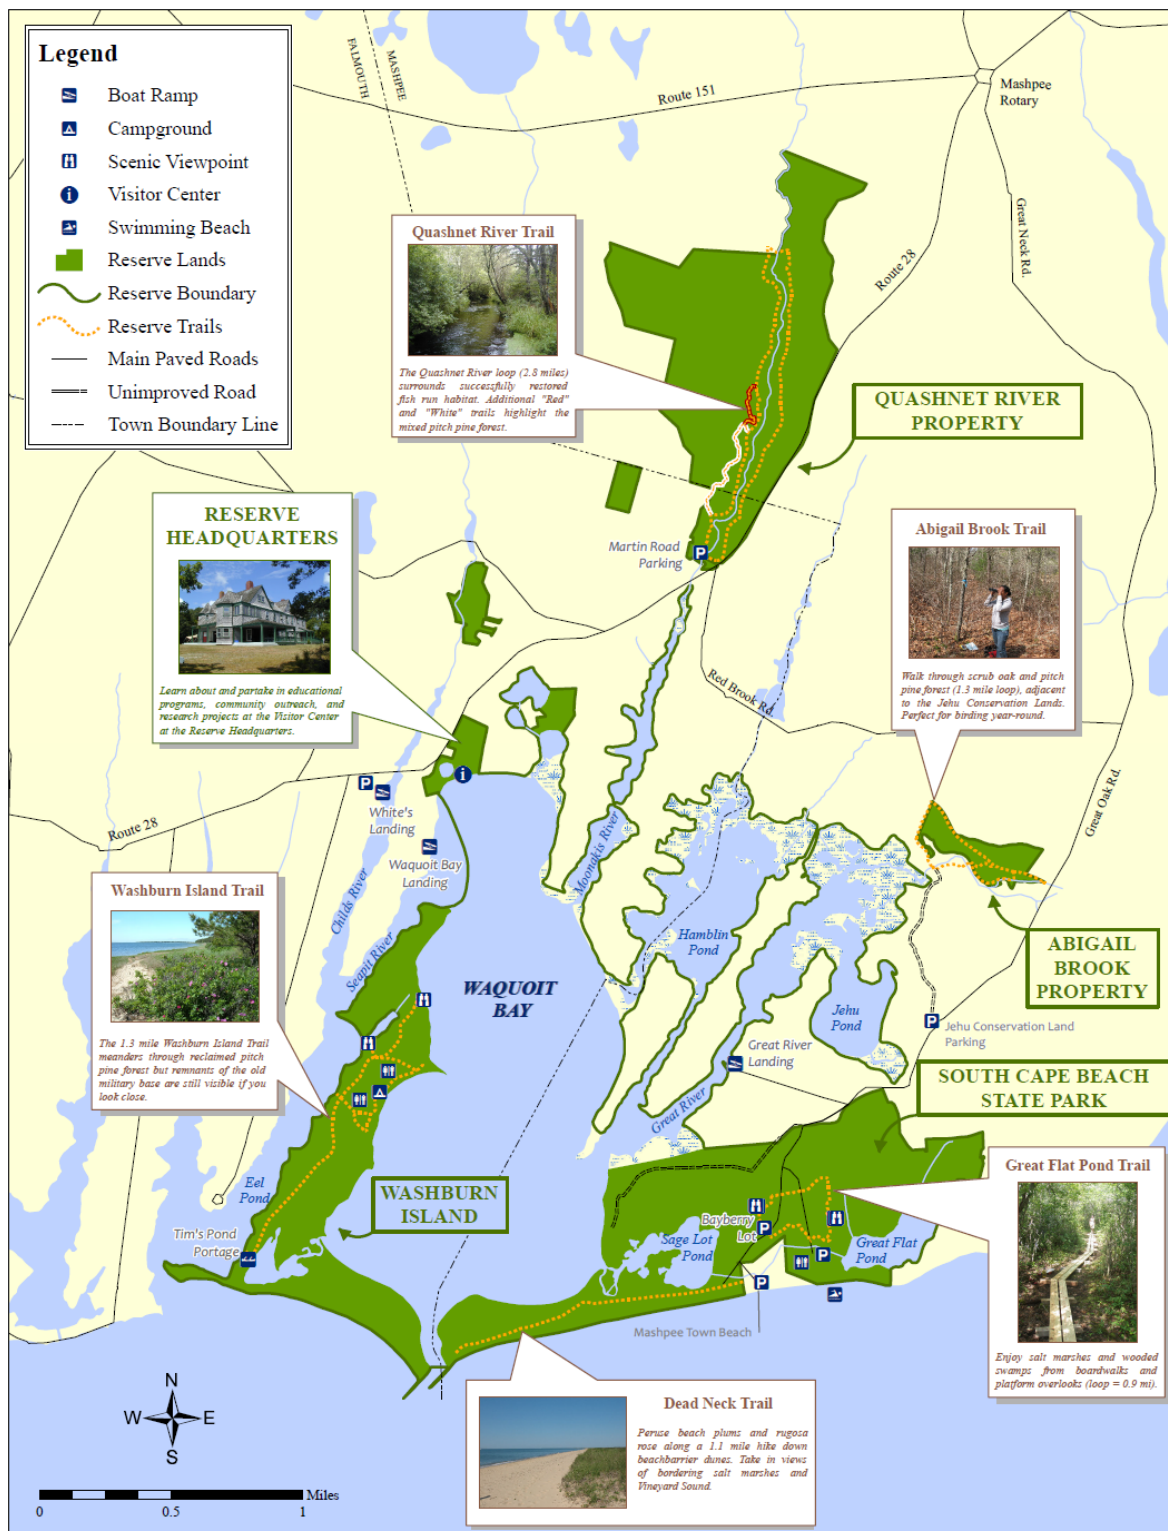 Legend
Boat Ramp
Campground
Scenic Viewpoint
Visitor Center
Swimming Beach
Reserve Lands
Reserve Boundary
Reserve Trails
Main Paved Roads
Unimproved Road
Town Boundary Line
FALMOUTH
MASHPEE
Route 151
Mashpee
Rotary
Great Neck Rd.
Route 28
Quashnet River Trail
The Quashnet River loop (2.8 miles)
surrounds successfully restored
fish run habitat. Additional "Red"
and "White" trails highlight the
mixed pitch pine forest.
QUASHNET RIVER
PROPERTY
RESERVE
HEADQUARTERS
Learn about and partake in educational
programs, community outreach, and
research projects at the Visitor Center
at the Reserve Headquarters.
Martin Road
Parking
P
Abigail Brook Trail
Walk through scrub oak and pitch
pine forest (1.3 mile loop), adjacent
to the Jehu Conservation Lands.
Perfect for birding year-round.
Red Brook Rd.
Great Oak Rd.
i
P
White's
Landing
Route 28
Waquoit Bay
Landing
Childs River
Seapit River
Moonakis River
Washburn Island Trail
The 1.3 mile Washburn Island Trail
meanders through reclaimed pitch
pine forest but remnants of the old
military base are still visible if you
look close.
Hamblin
Pond
WAQUOIT
BAY
ABIGAIL
BROOK
PROPERTY
Jehu
Pond
P
Jehu Conservation Land
Parking
Great River
Landing
Great River
SOUTH CAPE BEACH
STATE PARK
Great Flat Pond Trail
Enjoy salt marshes and wooded
swamps from boardwalks and
platform overlooks (loop = 0.9 mi).
Eel
Pond
WASHBURN
ISLAND
Tim's Pond
Portage
Bayberry
Lot
P
Sage Lot
Pond
Great Flat
Pond
P
P
Mashpee Town Beach
Dead Neck Trail
Peruse beach plums and rugosa
rose along a 1.1 mile hike down
beachbarrier dunes. Take in views
of bordering salt marshes and
Vineyard Sound.
N
W
E
S
Miles
0
0.5
1